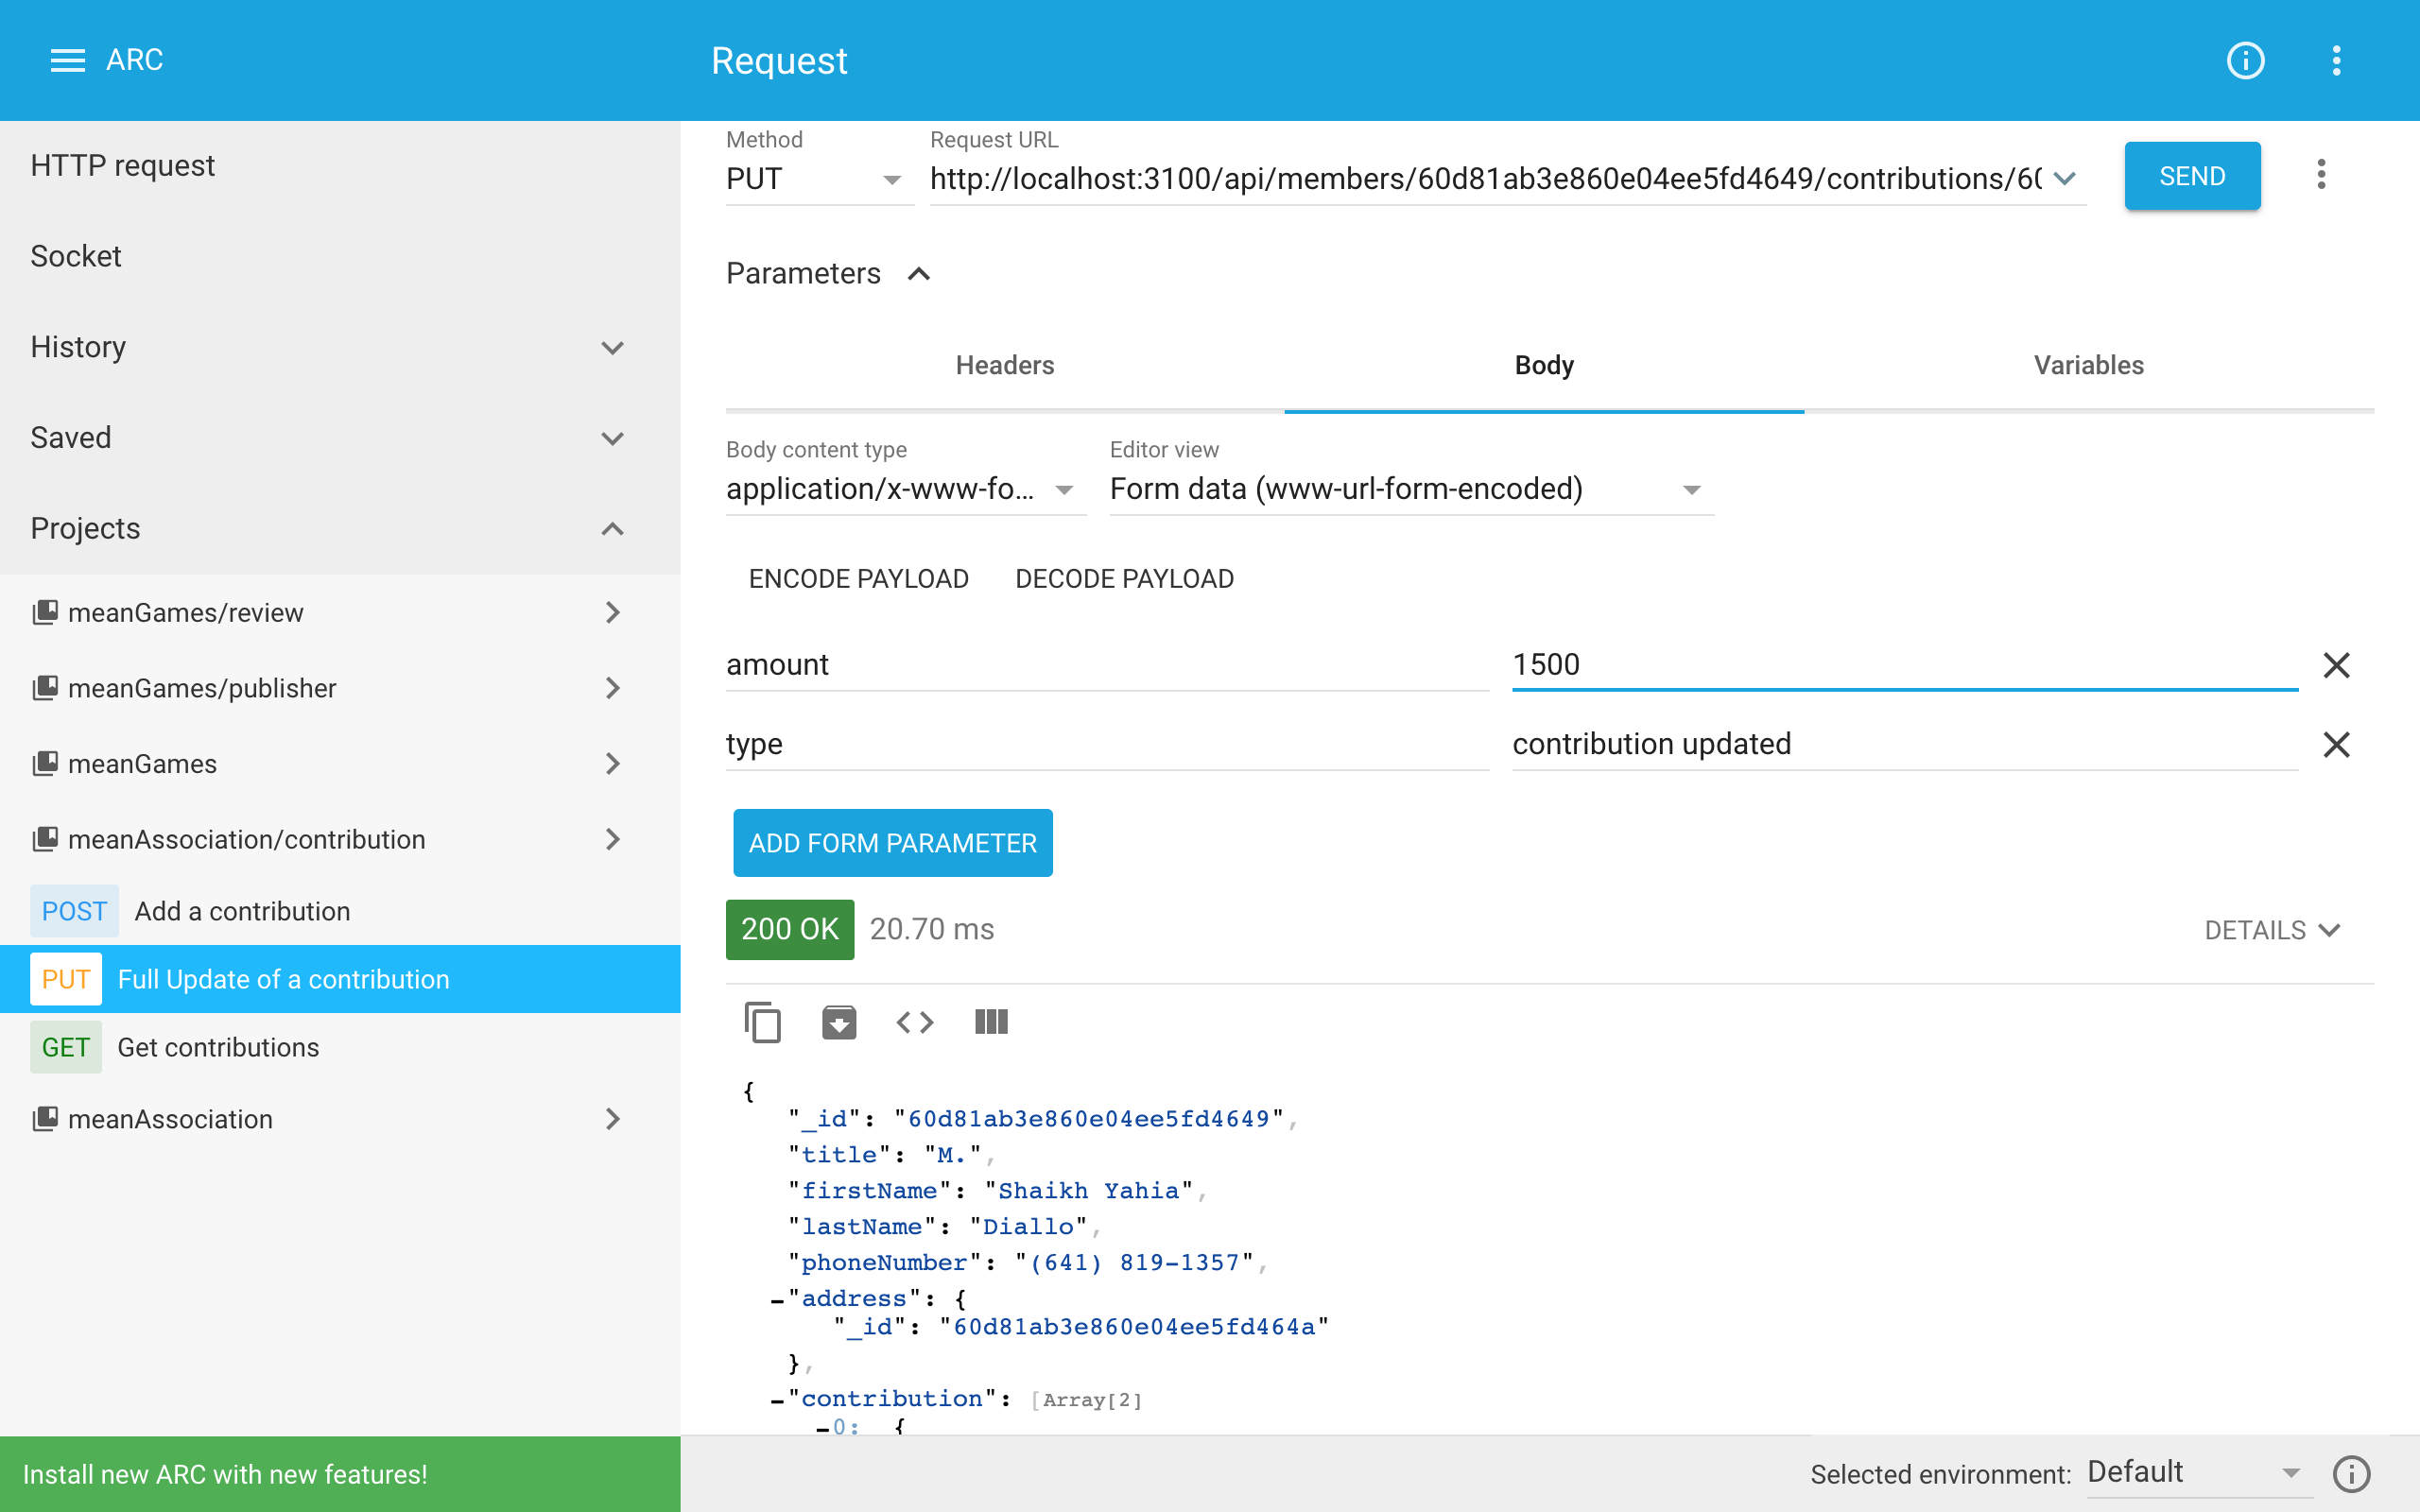 ARC
Request
HTTP request
Socket
History
Saved
Projects
meanGames/review
meanGames/publisher
meanGames
meanAssociation/contribution
POST Add a contribution
PUT Full Update of a contribution
GET Get contributions
meanAssociation
Install new ARC with new features!
Method
PUT
Request URL
http://localhost:3100/api/members/60d81ab3e860e04ee5fd4649/contributions/60
SEND
Parameters
Headers Body Variables
Body content type
application/x-www-fo...
Editor view
Form data (www-url-form-encoded)
ENCODE PAYLOAD DECODE PAYLOAD
amount 1500
type contribution updated
ADD FORM PARAMETER
200 OK 20.70 ms DETAILS
{
"_id": "60d81ab3e860e04ee5fd4649",
"title": "M.",
"firstName": "Shaikh Yahia",
"lastName": "Diallo",
"phoneNumber": "(641) 819-1357",
-"address": {
"_id": "60d81ab3e860e04ee5fd464a"
},
-"contribution": [Array[2]
-0: {
Selected environment: Default